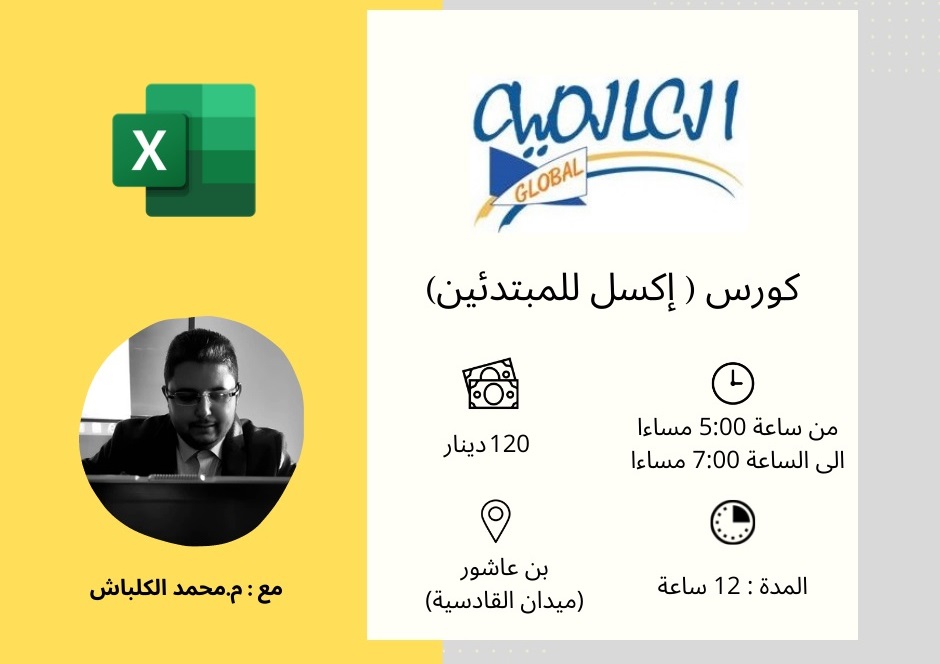 X
العالمية
GLOBAL
كورس ( إكسل للمبتدئين)
من ساعة 5:00 مساءا
الى الساعة 7:00 مساءا
120 دينار
المدة : 12 ساعة
بن عاشور
(ميدان القادسية)
مع : م.محمد الكلباش